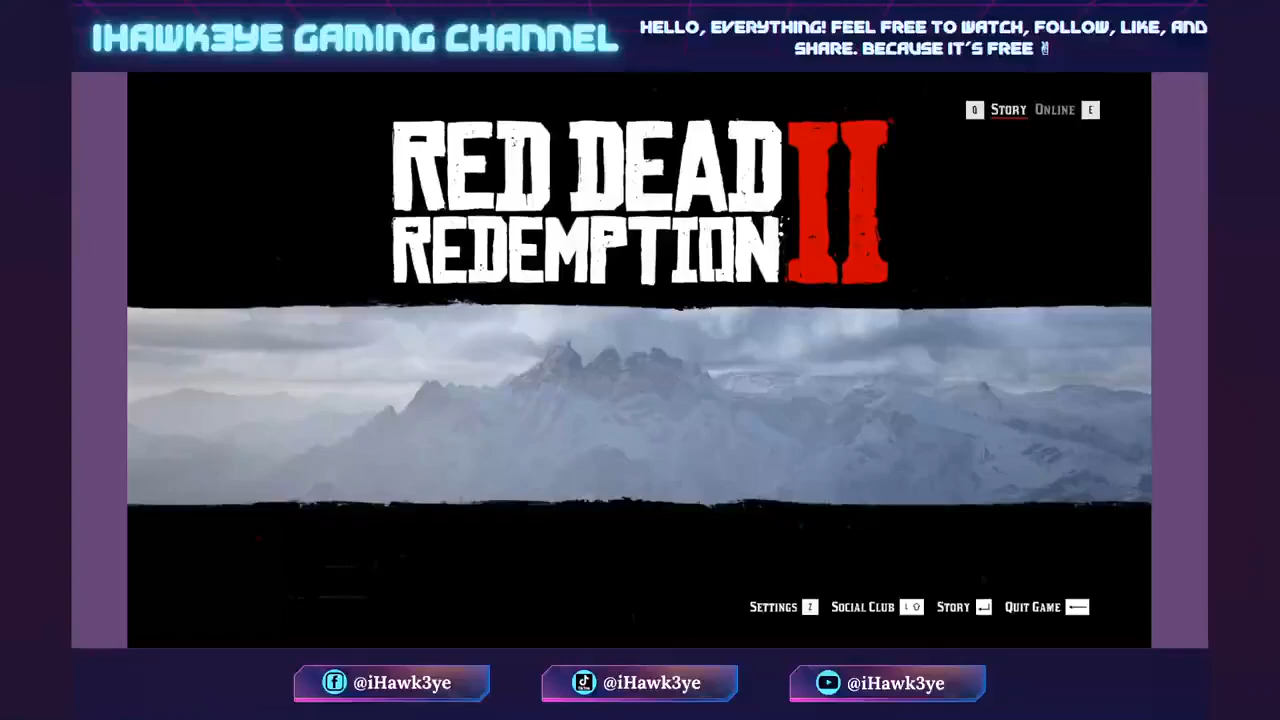 IHAWK3YE GAMING CHANNEL
HELLO, EVERYTHING! FEEL FREE TO WATCH, FOLLOW, LIKE, AND
SHARE. BECAUSE IT'S FREE ✌
Q STORY ONLINE E
RED DEAD
REDEMPTION II
SETTINGS Z SOCIAL CLUB L⇧ STORY ↵ QUIT GAME ⟵
@iHawk3ye @iHawk3ye @iHawk3ye